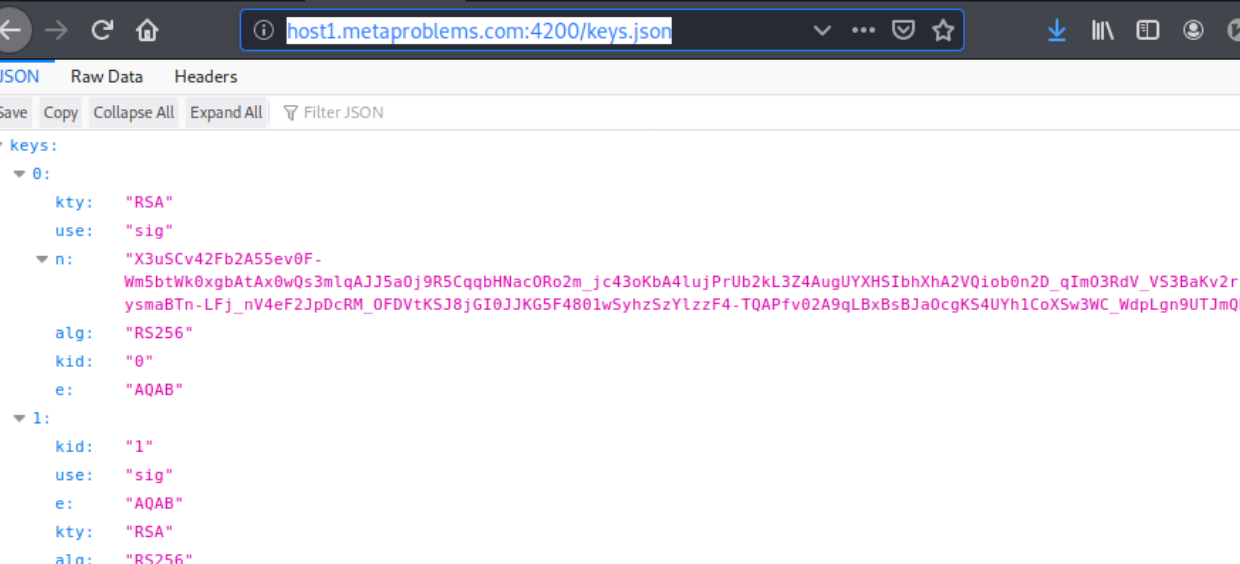 host1.metaproblems.com:4200/keys.json
JSON Raw Data Headers
Save Copy Collapse All Expand All Filter JSON
keys:
0:
kty: "RSA"
use: "sig"
n: "X3uSCv42Fb2A55ev0F-
Wm5btWk0xgbAtAx0wQs3mlqAJJ5aOj9R5CqqbHNacORo2m_jc43oKbA4lujPrUb2kL3Z4AugUYXHSIbhXhA2VQiob0n2D_qImO3RdV_VS3BaKv2r
ysmaBTn-LFj_nV4eF2JpDcRM_OFDVtKSJ8jGI0JJKG5F4801wSyhzSzYlzzF4-TQAPfv02A9qLBxBsBJaOcgKS4UYh1CoXSw3WC_WdpLgn9UTJmQ
alg: "RS256"
kid: "0"
e: "AQAB"
1:
kid: "1"
use: "sig"
e: "AQAB"
kty: "RSA"
alg: "RS256"